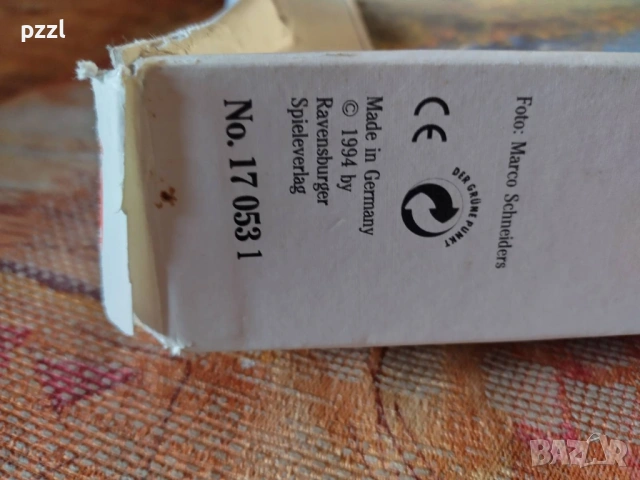 pzzl
Foto: Marco Schneiders
CE
DER GRÜNE PUNKT
Made in Germany
© 1994 by
Ravensburger
Spieleverlag
No. 17 053 1
BAZAR